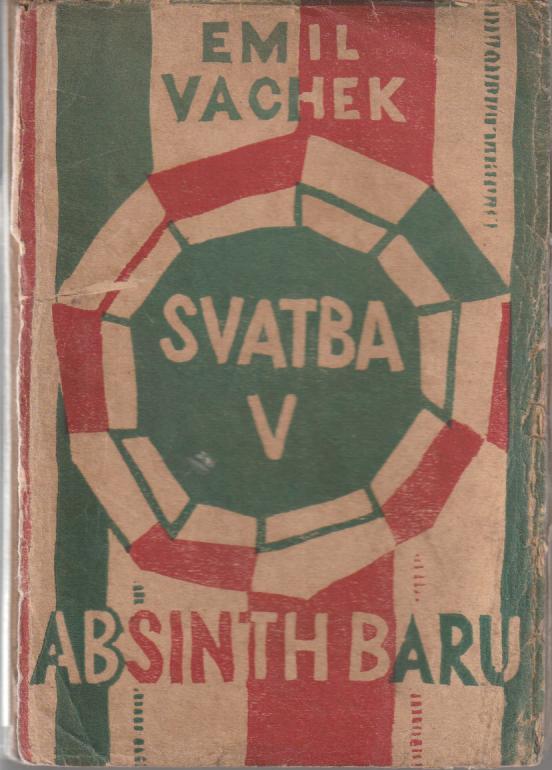 EMIL
VACHEK
SVATBA
V
ABSINTH BARU